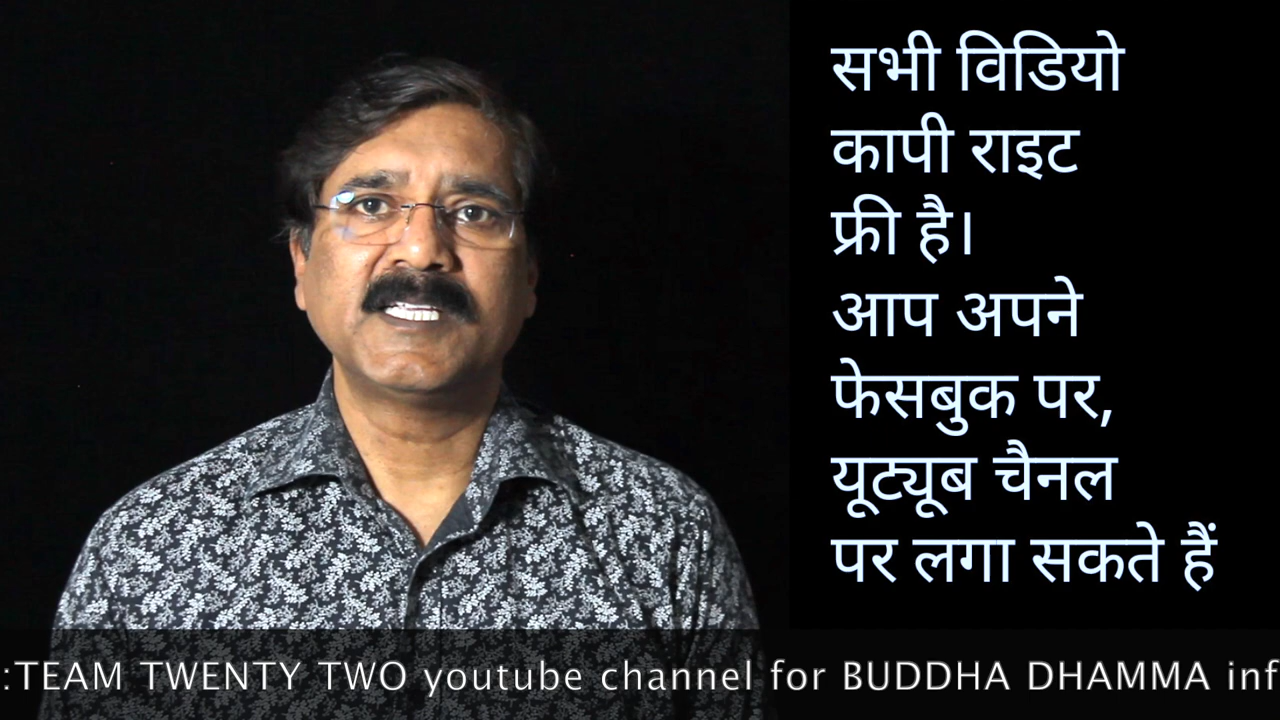 सभी विडियो
कापी राइट
फ्री है।
आप अपने
फेसबुक पर,
यूट्यूब चैनल
पर लगा सकते हैं
:TEAM TWENTY TWO youtube channel for BUDDHA DHAMMA inf